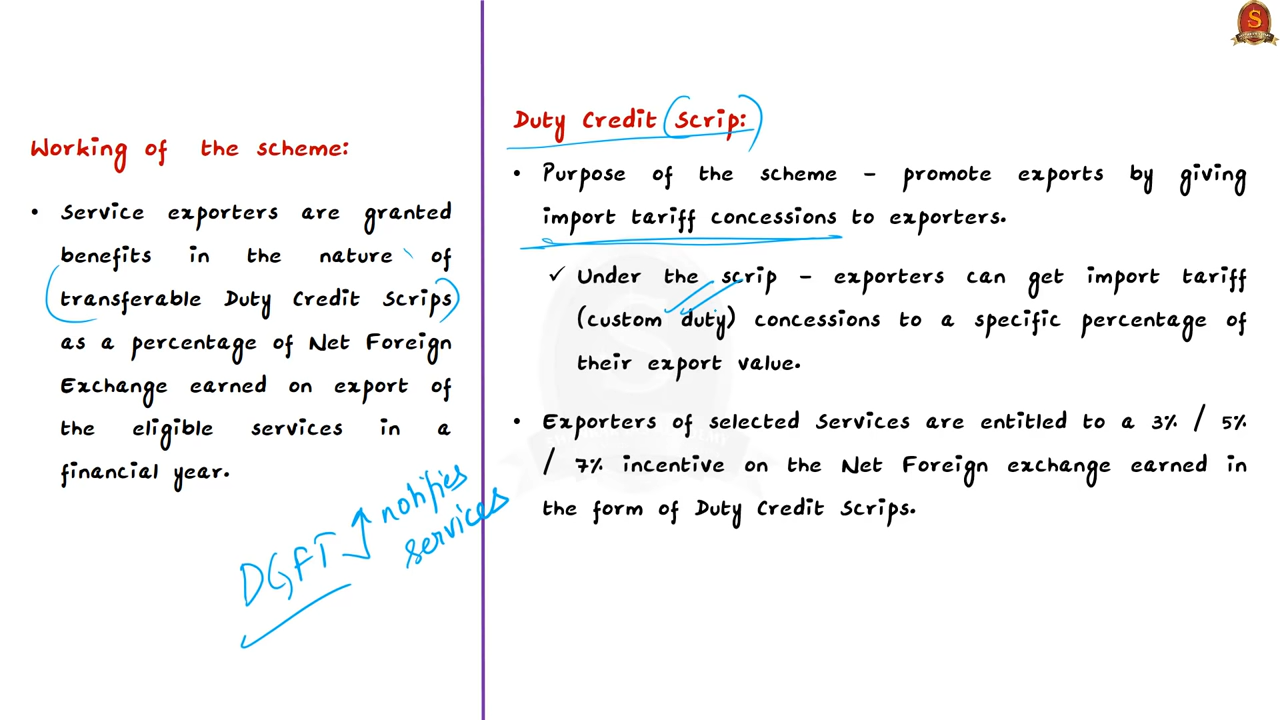 Working of the scheme:
• Service exporters are granted
benefits in the nature of
transferable Duty Credit Scrips
as a percentage of Net Foreign
Exchange earned on export of
the eligible services in a
financial year.
DGFT notifies
services
Duty Credit Scrip:
• Purpose of the scheme – promote exports by giving
import tariff concessions to exporters.
✓ Under the scrip – exporters can get import tariff
(custom duty) concessions to a specific percentage of
their export value.
• Exporters of selected Services are entitled to a 3% / 5%
/ 7% incentive on the Net Foreign exchange earned in
the form of Duty Credit Scrips.